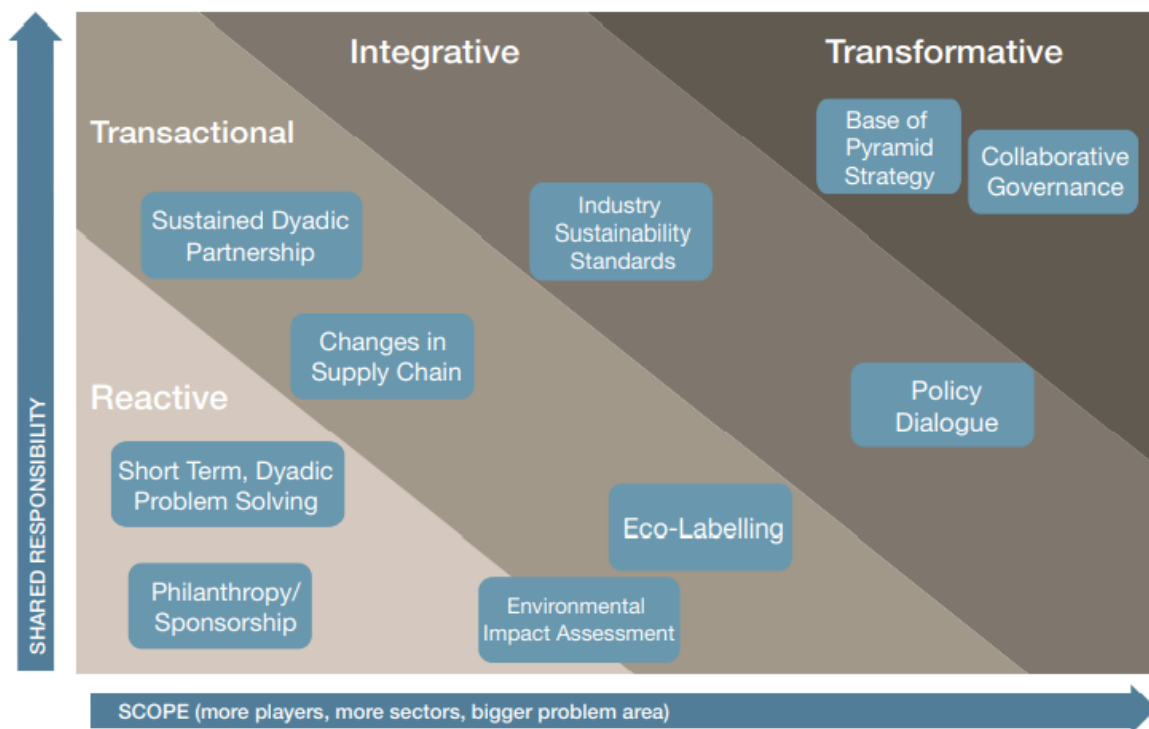 Integrative
Transformative
Transactional
Base of
Pyramid
Strategy
Collaborative
Governance
Sustained Dyadic
Partnership
Industry
Sustainability
Standards
Changes in
Supply Chain
Reactive
Policy
Dialogue
Short Term, Dyadic
Problem Solving
Eco-Labelling
Philanthropy/
Sponsorship
Environmental
Impact Assessment
SHARED RESPONSIBILITY
SCOPE (more players, more sectors, bigger problem area)